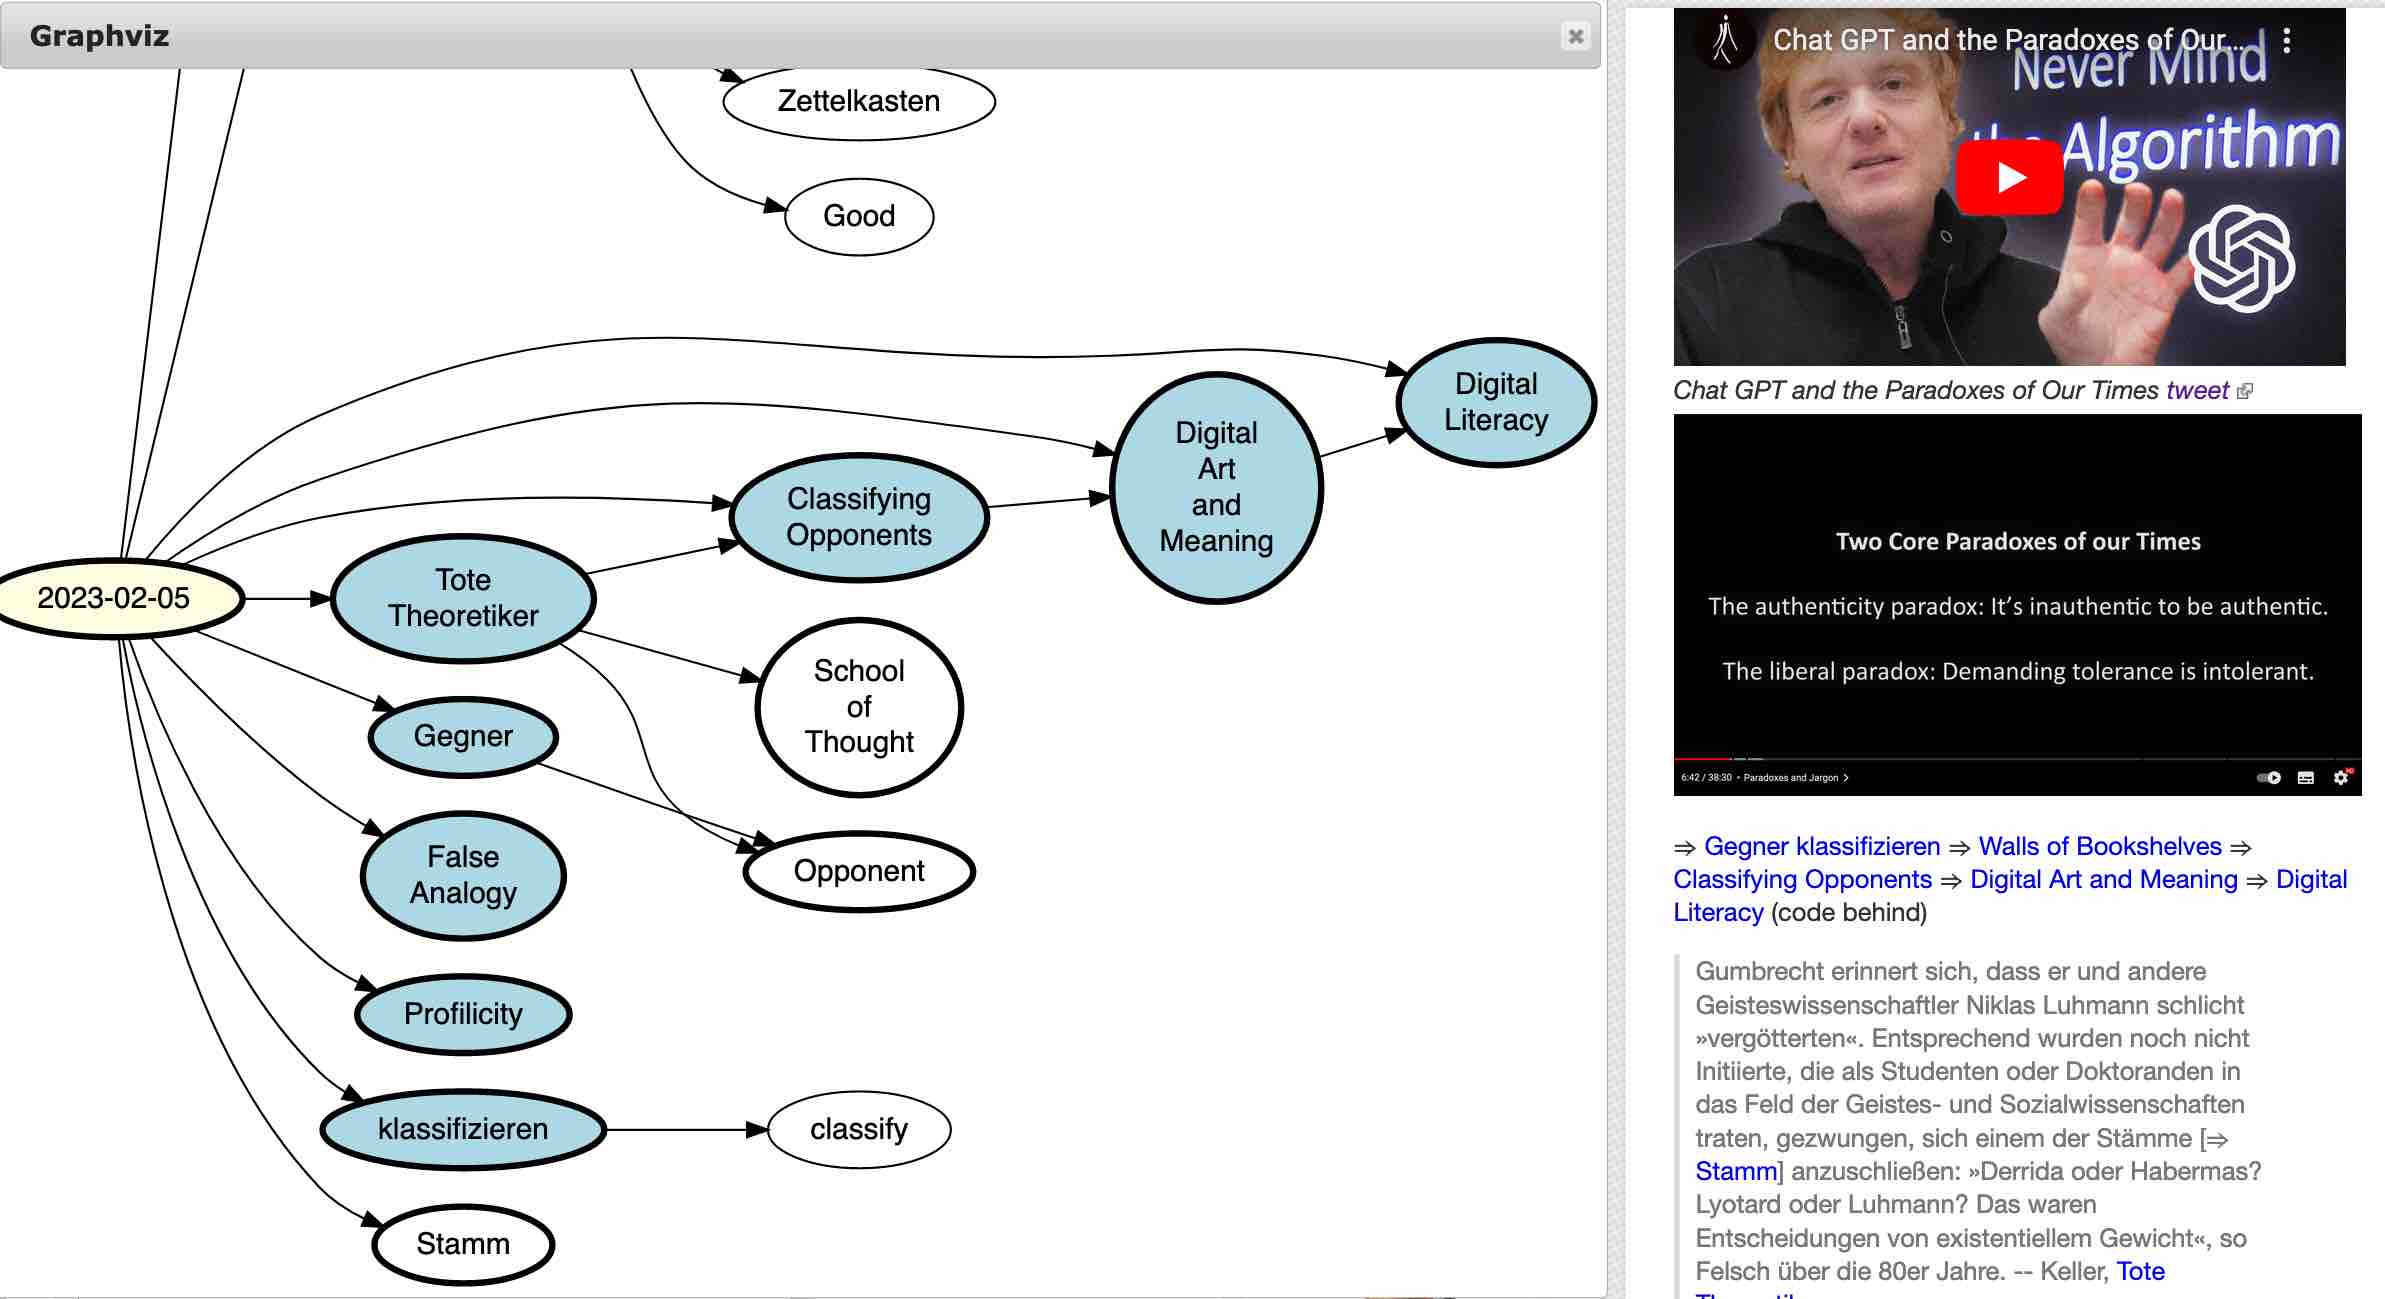 Graphviz
Zettelkasten
Good
Digital
Literacy
Digital
Art
and
Meaning
Classifying
Opponents
2023-02-05
Tote
Theoretiker
School
of
Thought
Gegner
Opponent
False
Analogy
Profilicity
klassifizieren
classify
Stamm
Chat GPT and the Paradoxes of Our...
Never Mind
the Algorithm
Chat GPT and the Paradoxes of Our Times tweet
Two Core Paradoxes of our Times
The authenticity paradox: It’s inauthentic to be authentic.
The liberal paradox: Demanding tolerance is intolerant.
6:42 / 38:30 • Paradoxes and Jargon >
HD
⇒ Gegner klassifizieren ⇒ Walls of Bookshelves ⇒
Classifying Opponents ⇒ Digital Art and Meaning ⇒ Digital
Literacy (code behind)
Gumbrecht erinnert sich, dass er und andere
Geisteswissenschaftler Niklas Luhmann schlicht
»vergötterten«. Entsprechend wurden noch nicht
Initiierte, die als Studenten oder Doktoranden in
das Feld der Geistes- und Sozialwissenschaften
traten, gezwungen, sich einem der Stämme [⇒
Stamm] anzuschließen: »Derrida oder Habermas?
Lyotard oder Luhmann? Das waren
Entscheidungen von existentiellem Gewicht«, so
Felsch über die 80er Jahre. -- Keller, Tote